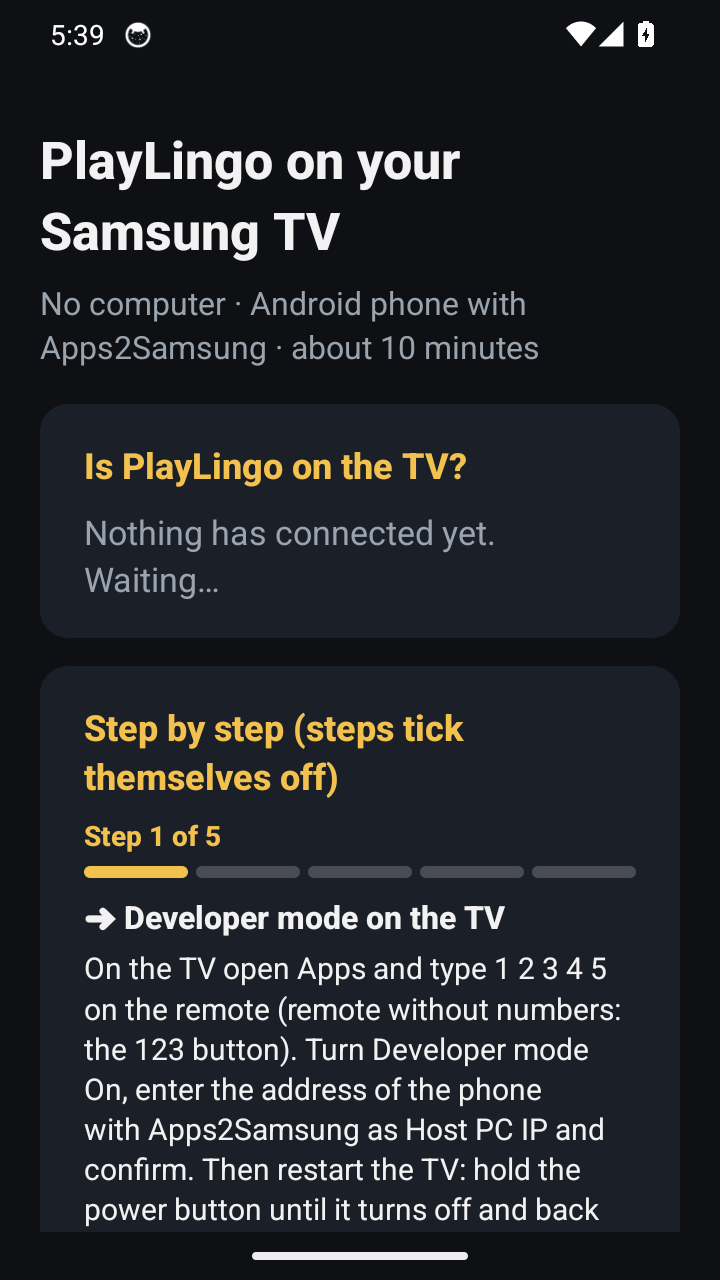 5:39
PlayLingo on your
Samsung TV
No computer · Android phone with
Apps2Samsung · about 10 minutes
Is PlayLingo on the TV?
Nothing has connected yet.
Waiting…
Step by step (steps tick
themselves off)
Step 1 of 5
➜ Developer mode on the TV
On the TV open Apps and type 1 2 3 4 5
on the remote (remote without numbers:
the 123 button). Turn Developer mode
On, enter the address of the phone
with Apps2Samsung as Host PC IP and
confirm. Then restart the TV: hold the
power button until it turns off and back